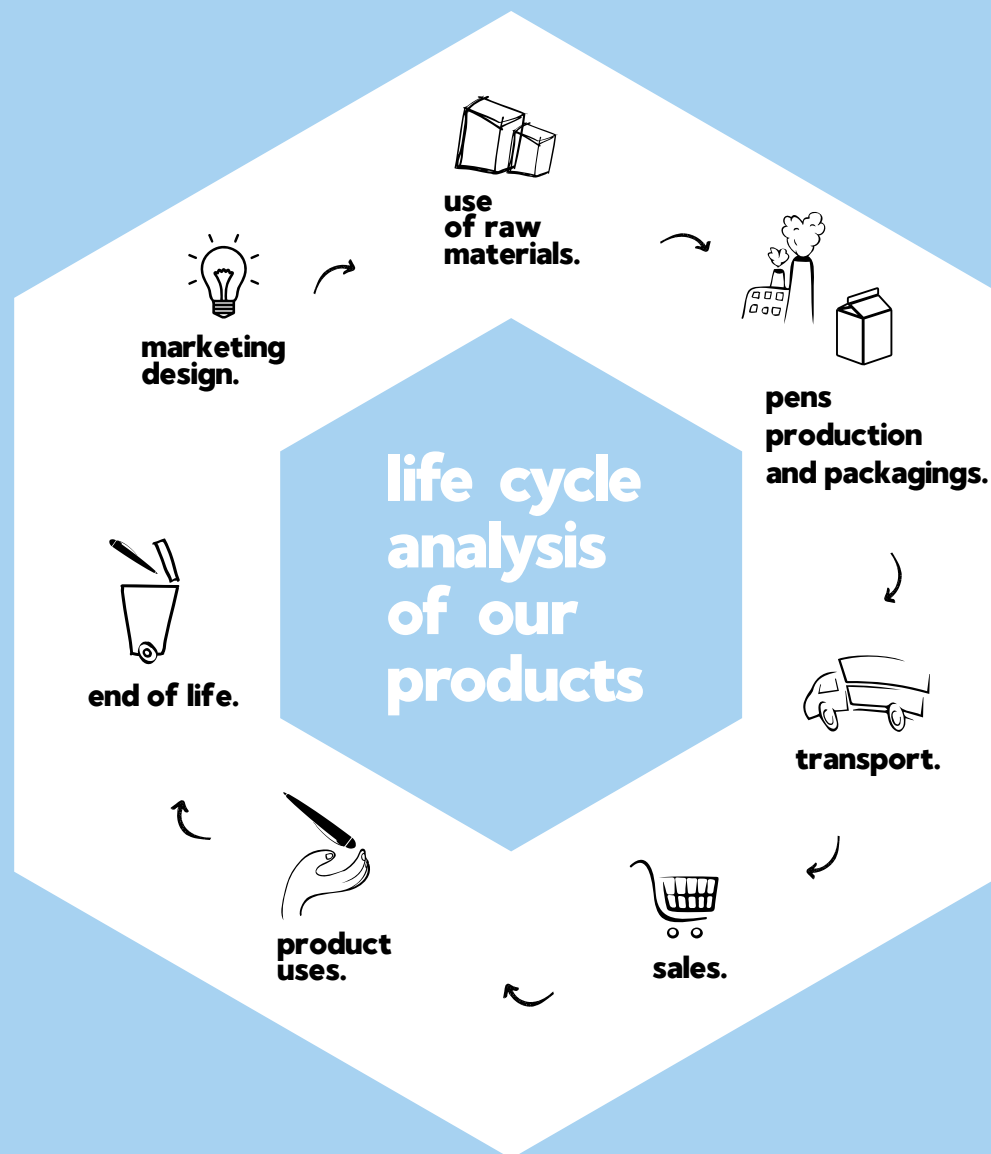 life cycle
analysis
of our
products
marketing
design.
use
of raw
materials.
pens
production
and packagings.
transport.
sales.
product
uses.
end of life.